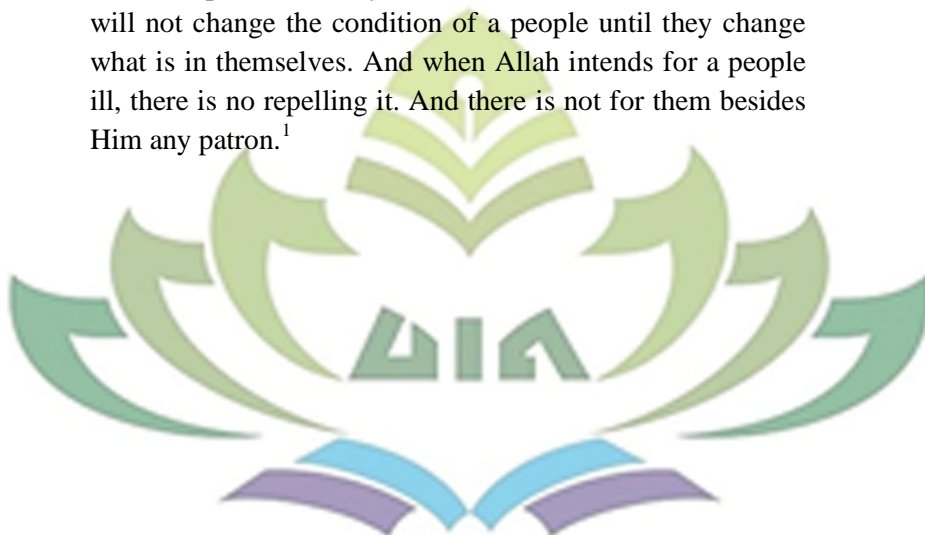 will not change the condition of a people until they change
what is in themselves. And when Allah intends for a people
ill, there is no repelling it. And there is not for them besides
Him any patron.1
UIN